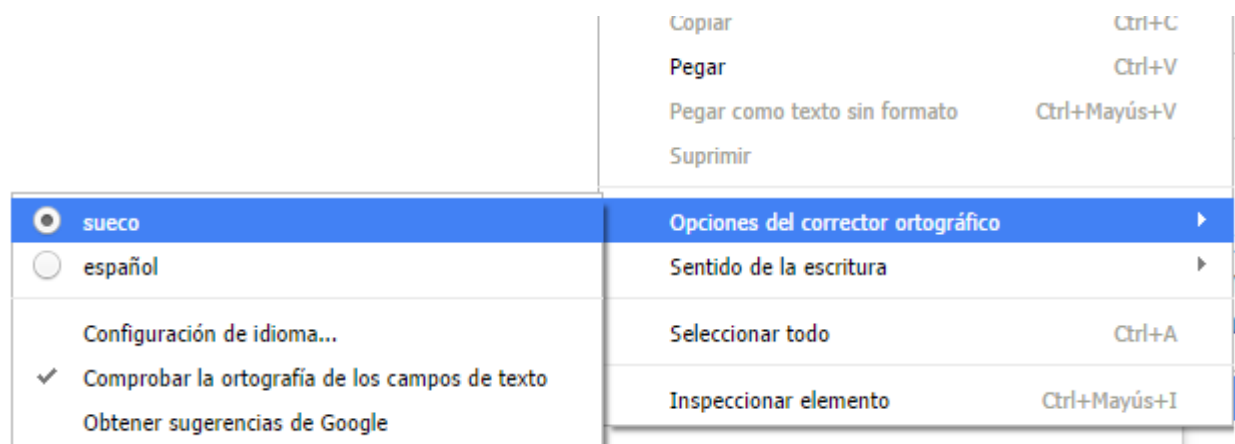 Copiar Ctrl+C
Pegar Ctrl+V
Pegar como texto sin formato Ctrl+Mayús+V
Suprimir
Opciones del corrector ortográfico
Sentido de la escritura
Seleccionar todo Ctrl+A
Inspeccionar elemento Ctrl+Mayús+I
sueco
español
Configuración de idioma...
Comprobar la ortografía de los campos de texto
Obtener sugerencias de Google